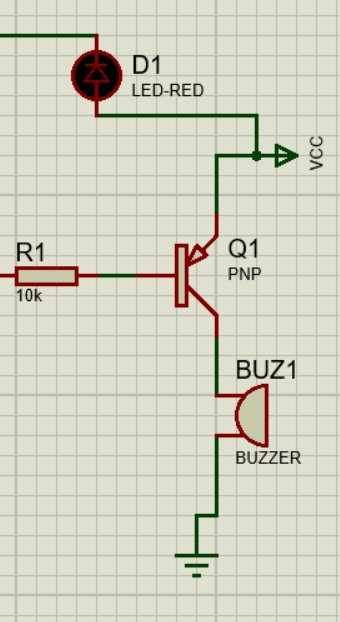 D1
LED-RED
VCC
R1
10k
Q1
PNP
BUZ1
BUZZER